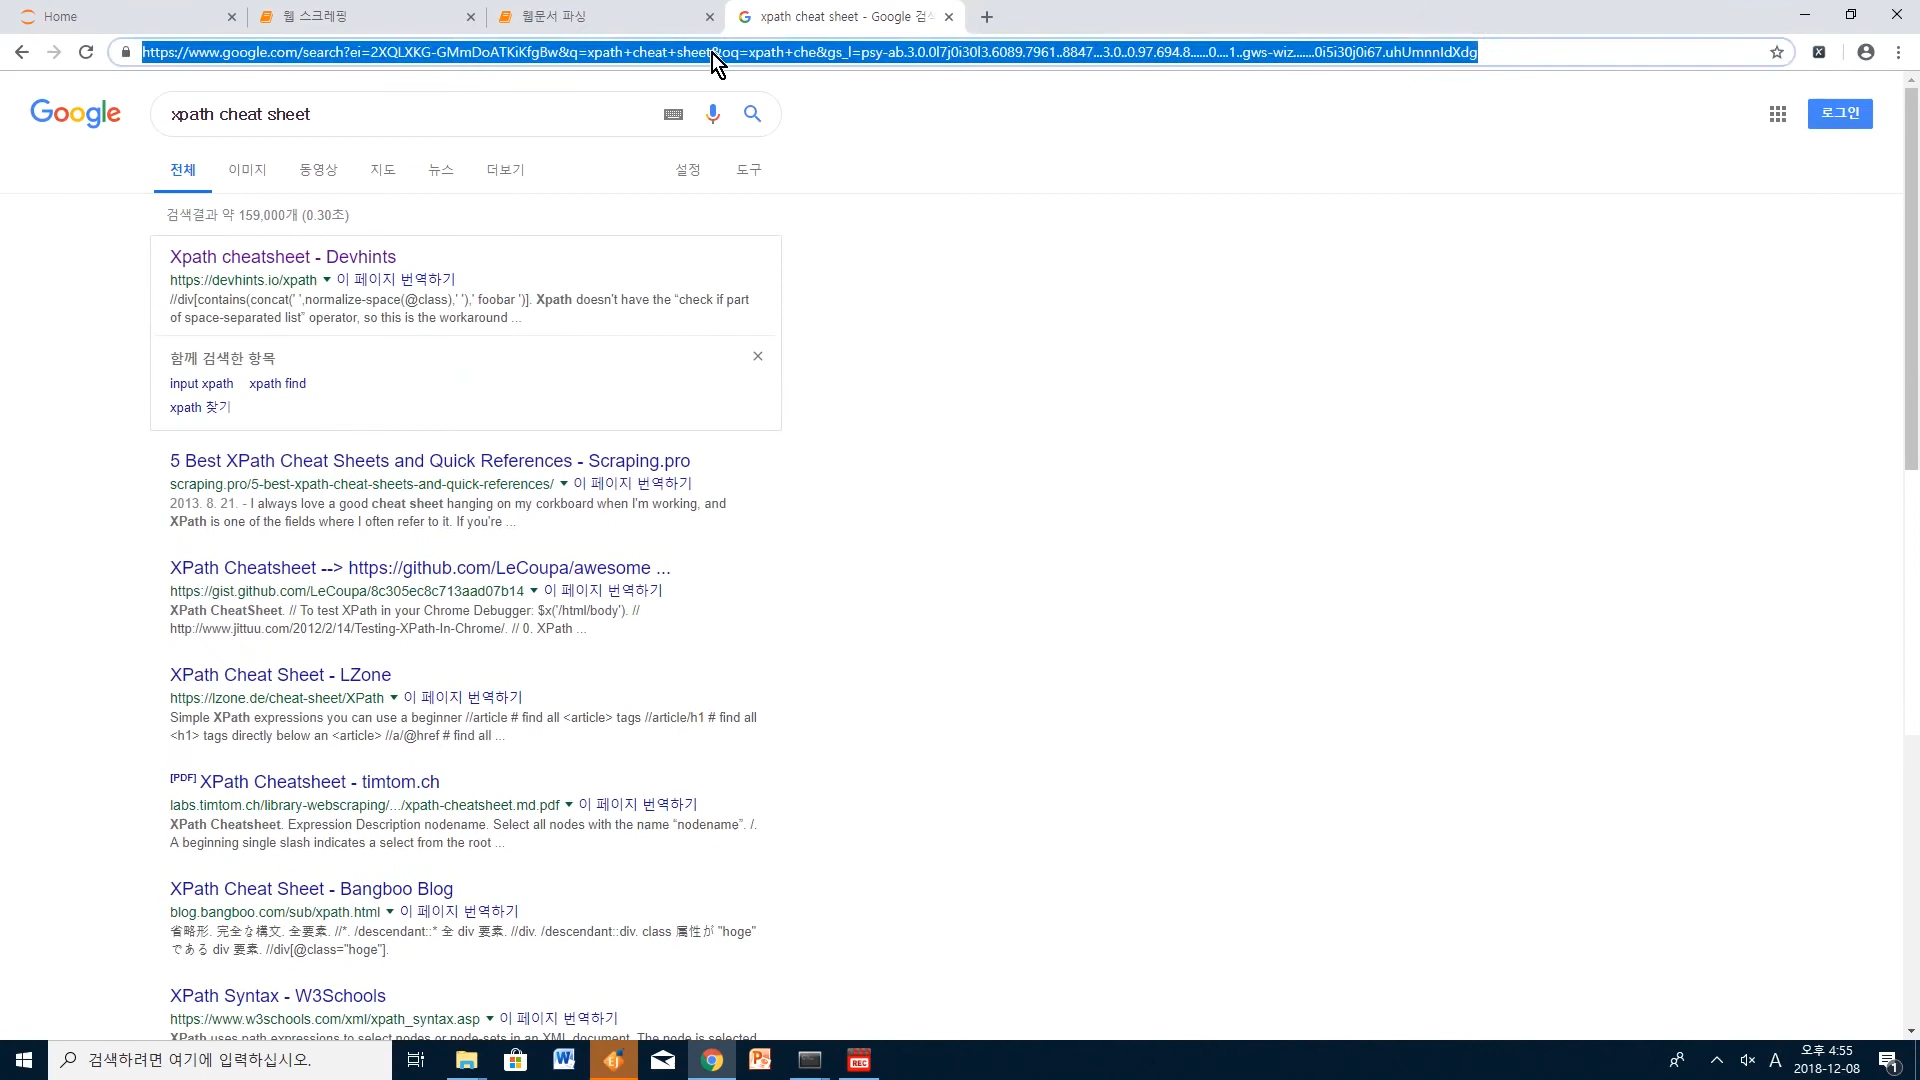 Home
웹 스크레핑
웹문서 파싱
xpath cheat sheet - Google 검색
https://www.google.com/search?ei=2XQLXKG-GMmDoATKiKfgBw&q=xpath+cheat+sheet&oq=xpath+che&gs_l=psy-ab.3.0.0l7j0i30l3.6089.7961..8847...3.0..0.97.694.8......0....1..gws-wiz.......0i5i30j0i67.uhUmnnIdXdg
Google
xpath cheat sheet
로그인
전체 이미지 동영상 지도 뉴스 더보기 설정 도구
검색결과 약 159,000개 (0.30초)
Xpath cheatsheet - Devhints
https://devhints.io/xpath ▼ 이 페이지 번역하기
//div[contains(concat(' ',normalize-space(@class),' '),' foobar ')]. Xpath doesn't have the “check if part
of space-separated list” operator, so this is the workaround ...
함께 검색한 항목
input xpath xpath find
xpath 찾기
5 Best XPath Cheat Sheets and Quick References - Scraping.pro
scraping.pro/5-best-xpath-cheat-sheets-and-quick-references/ ▼ 이 페이지 번역하기
2013. 8. 21. - I always love a good cheat sheet hanging on my corkboard when I'm working, and
XPath is one of the fields where I often refer to it. If you're ...
XPath Cheatsheet --> https://github.com/LeCoupa/awesome ...
https://gist.github.com/LeCoupa/8c305ec8c713aad07b14 ▼ 이 페이지 번역하기
XPath CheatSheet. // To test XPath in your Chrome Debugger: $x('/html/body'). //
http://www.jittuu.com/2012/2/14/Testing-XPath-In-Chrome/. // 0. XPath ...
XPath Cheat Sheet - LZone
https://lzone.de/cheat-sheet/XPath ▼ 이 페이지 번역하기
Simple XPath expressions you can use a beginner //article # find all <article> tags //article/h1 # find all
<h1> tags directly below an <article> //a/@href # find all ...
[PDF] XPath Cheatsheet - timtom.ch
labs.timtom.ch/library-webscraping/.../xpath-cheatsheet.md.pdf ▼ 이 페이지 번역하기
XPath Cheatsheet. Expression Description nodename. Select all nodes with the name “nodename”. /.
A beginning single slash indicates a select from the root ...
XPath Cheat Sheet - Bangboo Blog
blog.bangboo.com/sub/xpath.html ▼ 이 페이지 번역하기
省略形. 完全な構文. 全要素. //*. /descendant::* 全 div 要素. //div. /descendant::div. class 属性が "hoge"
である div 要素. //div[@class="hoge"].
XPath Syntax - W3Schools
https://www.w3schools.com/xml/xpath_syntax.asp ▼ 이 페이지 번역하기
XPath uses path expressions to select nodes or node-sets in an XML document. The node is selected
검색하려면 여기에 입력하십시오.
REC
A
오후 4:55
2018-12-08
1